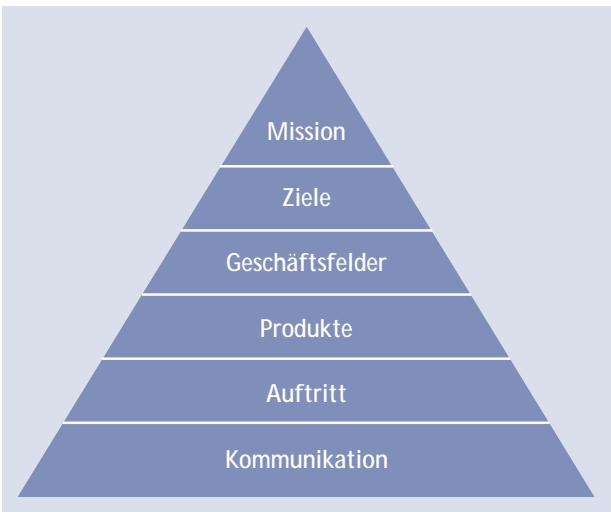 Mission
Ziele
Geschäftsfelder
Produkte
Auftritt
Kommunikation